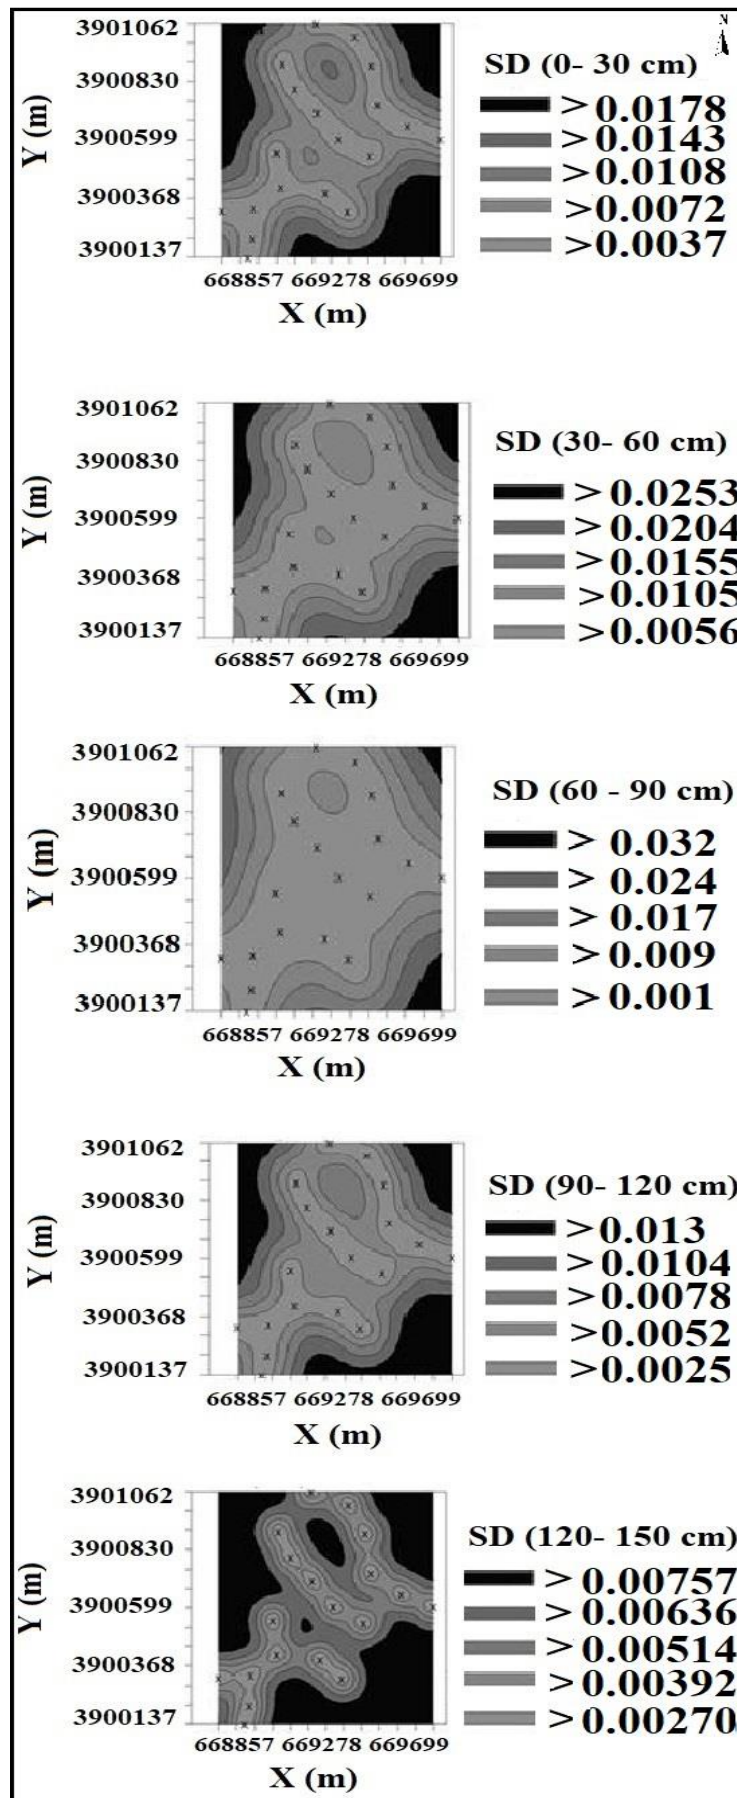 N
3901062
3900830
3900599
3900368
3900137
Y (m)
668857 669278 669699
X (m)
SD (0- 30 cm)
> 0.0178
> 0.0143
> 0.0108
> 0.0072
> 0.0037
3901062
3900830
3900599
3900368
3900137
Y (m)
668857 669278 669699
X (m)
SD (30- 60 cm)
> 0.0253
> 0.0204
> 0.0155
> 0.0105
> 0.0056
3901062
3900830
3900599
3900368
3900137
Y (m)
668857 669278 669699
X (m)
SD (60 - 90 cm)
> 0.032
> 0.024
> 0.017
> 0.009
> 0.001
3901062
3900830
3900599
3900368
3900137
Y (m)
668857 669278 669699
X (m)
SD (90- 120 cm)
> 0.013
> 0.0104
> 0.0078
> 0.0052
> 0.0025
3901062
3900830
3900599
3900368
3900137
Y (m)
668857 669278 669699
X (m)
SD (120- 150 cm)
> 0.00757
> 0.00636
> 0.00514
> 0.00392
> 0.00270